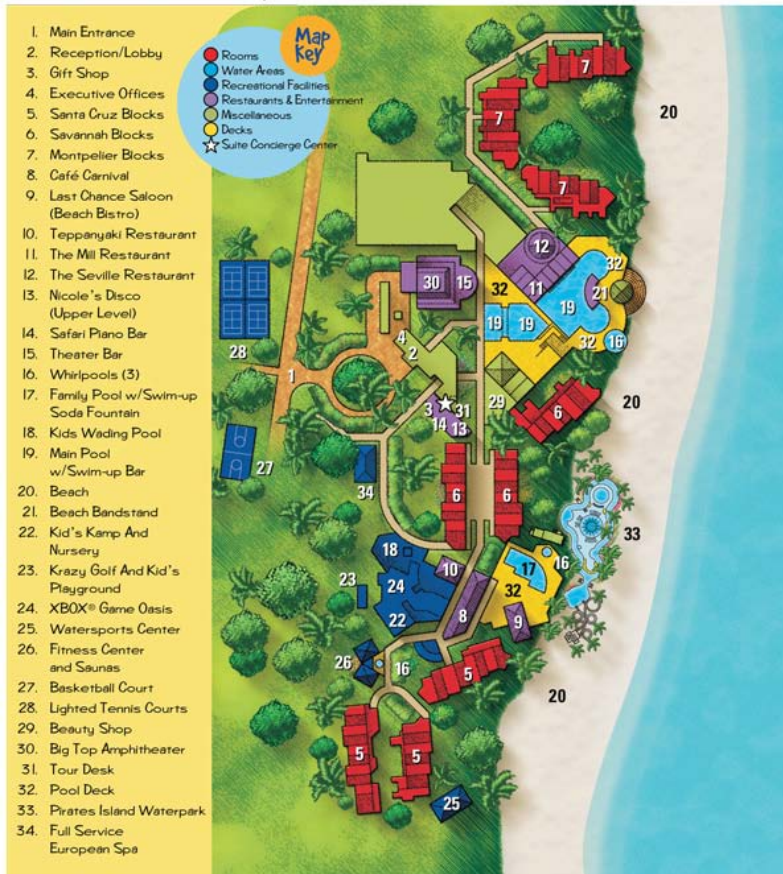 1. Main Entrance
2. Reception/Lobby
3. Gift Shop
4. Executive Offices
5. Santa Cruz Blocks
6. Savannah Blocks
7. Montpelier Blocks
8. Café Carnival
9. Last Chance Saloon
(Beach Bistro)
10. Teppanyaki Restaurant
11. The Mill Restaurant
12. The Seville Restaurant
13. Nicole's Disco
(Upper Level)
14. Safari Piano Bar
15. Theater Bar
16. Whirlpools (3)
17. Family Pool w/Swim-up
Soda Fountain
18. Kids Wading Pool
19. Main Pool
w/Swim-up Bar
20. Beach
21. Beach Bandstand
22. Kid's Kamp And
Nursery
23. Krazy Golf And Kid's
Playground
24. XBOX® Game Oasis
25. Watersports Center
26. Fitness Center
and Saunas
27. Basketball Court
28. Lighted Tennis Courts
29. Beauty Shop
30. Big Top Amphitheater
31. Tour Desk
32. Pool Deck
33. Pirates Island Waterpark
34. Full Service
European Spa
Map
Key
Rooms
Water Areas
Recreational Facilities
Restaurants & Entertainment
Miscellaneous
Decks
Suite Concierge Center
7
7
20
7
12
32
30
15
11
21
32
19
19
19
4
32
16
2
28
1
29
3
31
6
20
14
13
27
34
6
6
33
18
10
16
17
23
24
32
22
8
9
26
16
5
20
5
5
25